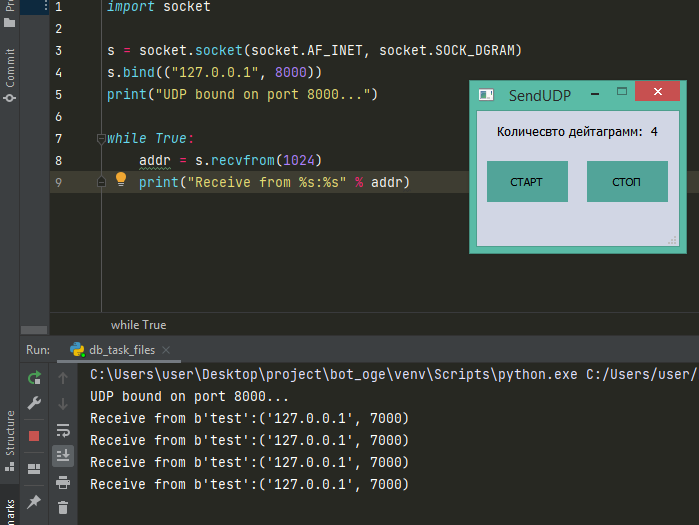 Pr
Commit
Structure
marks
1 import socket
2
3 s = socket.socket(socket.AF_INET, socket.SOCK_DGRAM)
4 s.bind(("127.0.0.1", 8000))
5 print("UDP bound on port 8000...")
6
7 while True:
8 addr = s.recvfrom(1024)
9 print("Receive from %s:%s" % addr)
SendUDP
Количесвто дейтаграмм: 4
СТАРТ СТОП
while True
Run: db_task_files
C:\Users\user\Desktop\project\bot_oge\venv\Scripts\python.exe C:/Users/user/
UDP bound on port 8000...
Receive from b'test':('127.0.0.1', 7000)
Receive from b'test':('127.0.0.1', 7000)
Receive from b'test':('127.0.0.1', 7000)
Receive from b'test':('127.0.0.1', 7000)